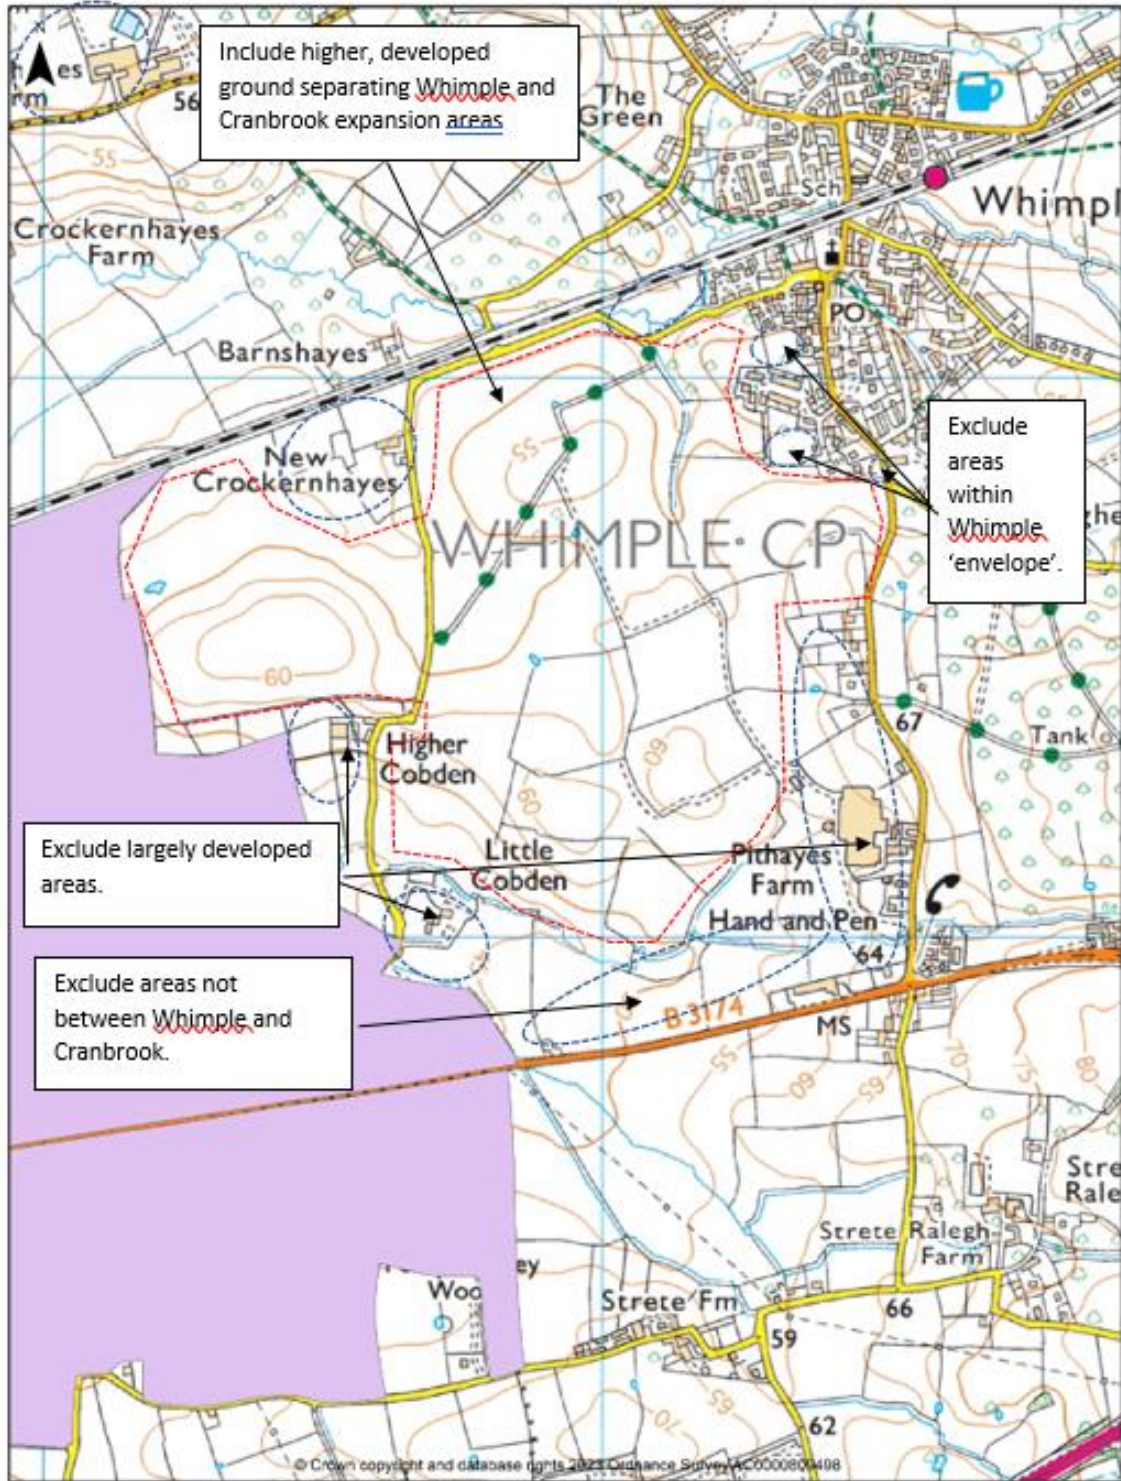 Include higher, developed
ground separating Whimple and
Cranbrook expansion areas
es
rm
56
55
The
Green
Sch
Whimpl
Crockernhayes
Farm
PO
Barnshayes
55
New
Crockernhayes
Exclude
areas
within
Whimple
‘envelope’.
WHIMPLE CP
60
67
Tank
Higher
Cobden
60
60
Exclude largely developed
areas.
Little
Cobden
Pithayes
Farm
Hand and Pen
64
Exclude areas not
between Whimple and
Cranbrook.
B 3174
MS
55
60
65
70
75
80
Stre
Rale
Strete Ralegh
Farm
ey
Woo
Strete Fm
66
59
65
70
62
© Crown copyright and database rights 2023 Ordnance Survey AC0000809498